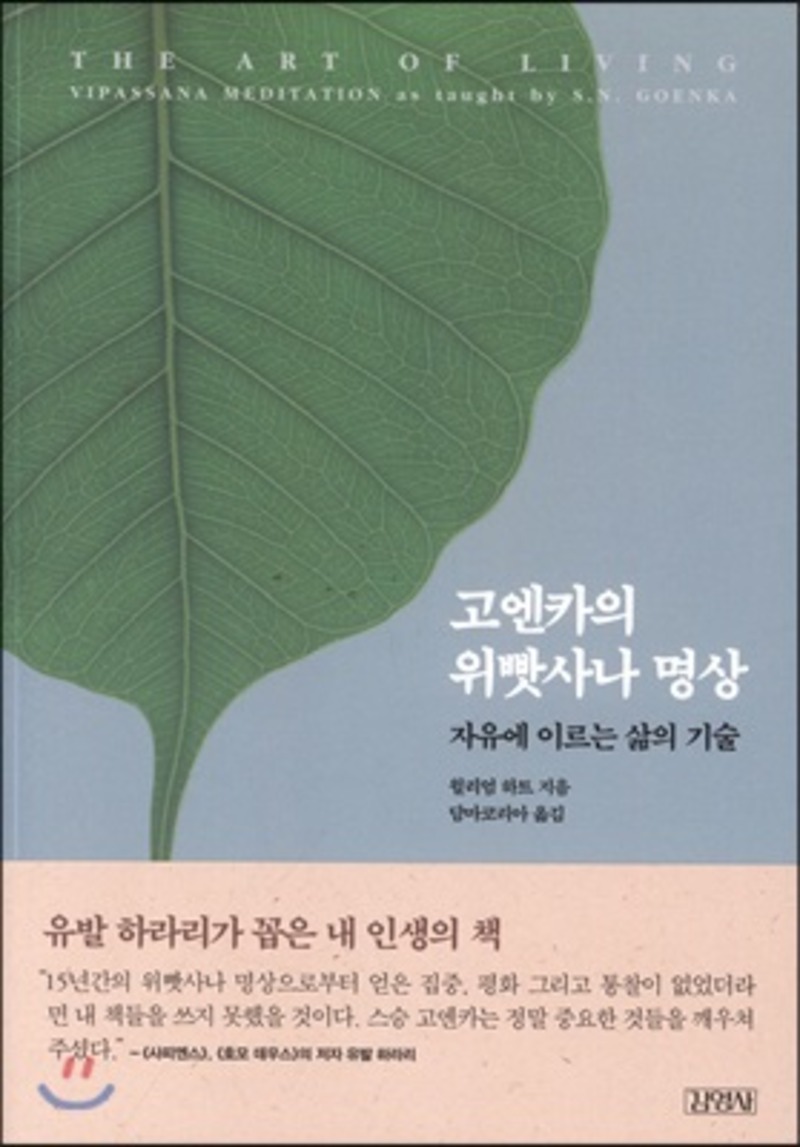 THE ART OF LIVING
VIPASSANA MEDITATION as taught by S.N. GOENKA
고엔카의
위빳사나 명상
자유에 이르는 삶의 기술
윌리엄 하트 지음
담마코리아 옮김
유발 하라리가 꼽은 내 인생의 책
“15년간의 위빳사나 명상으로부터 얻은 집중, 평화 그리고 통찰이 없었더라
면 내 책들을 쓰지 못했을 것이다. 스승 고엔카는 정말 중요한 것들을 깨우쳐
주셨다.” – 《사피엔스》, 《호모 데우스》의 저자 유발 하라리
김영사